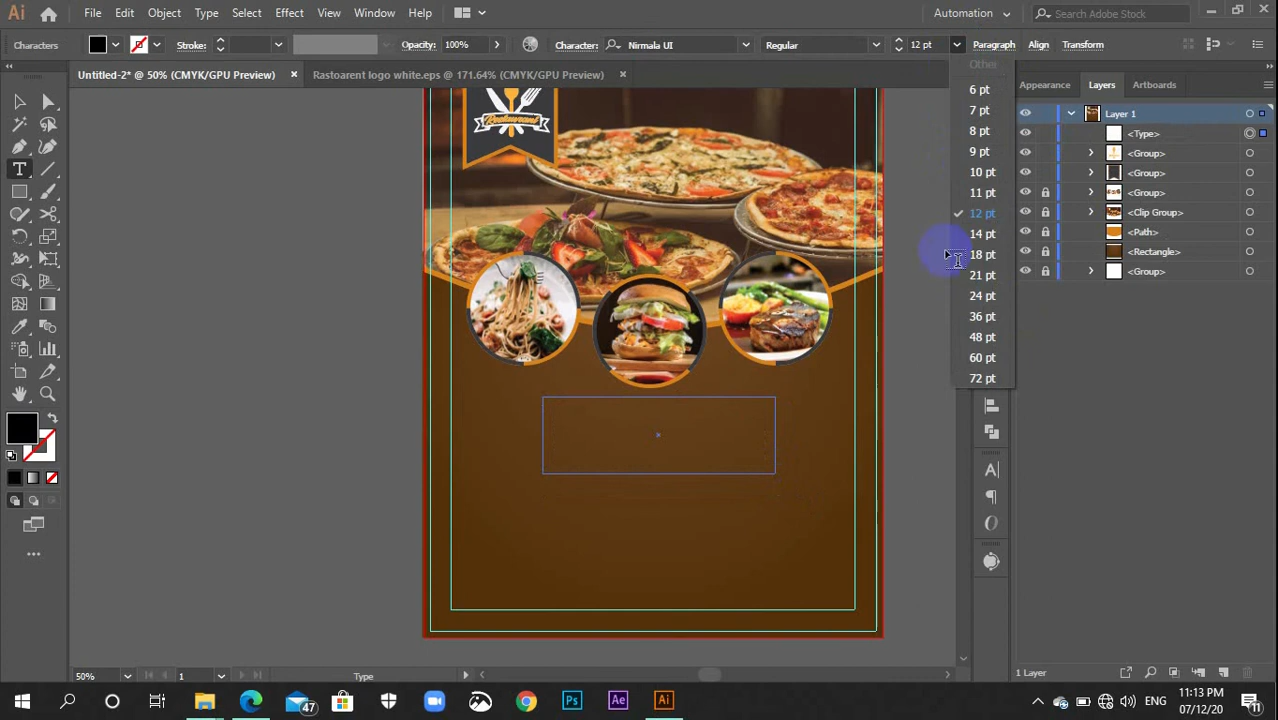 Ai File Edit Object Type Select Effect View Window Help Automation Search Adobe Stock
Characters Stroke: Opacity: 100% Character: Nirmala UI Regular 12 pt Paragraph Align Transform
Untitled-2* @ 50% (CMYK/GPU Preview) × Rastoarent logo white.eps @ 171.64% (CMYK/GPU Preview) ×
Other
6 pt
7 pt
8 pt
9 pt
10 pt
11 pt
12 pt
14 pt
18 pt
21 pt
24 pt
36 pt
48 pt
60 pt
72 pt
Appearance Layers Artboards
Layer 1
<Type>
<Group>
<Group>
<Group>
<Clip Group>
<Path>
<Rectangle>
<Group>
Restaurant
50% 1 Type 1 Layer
47 Ps Ae Ai ENG 11:13 PM 07/12/20 11